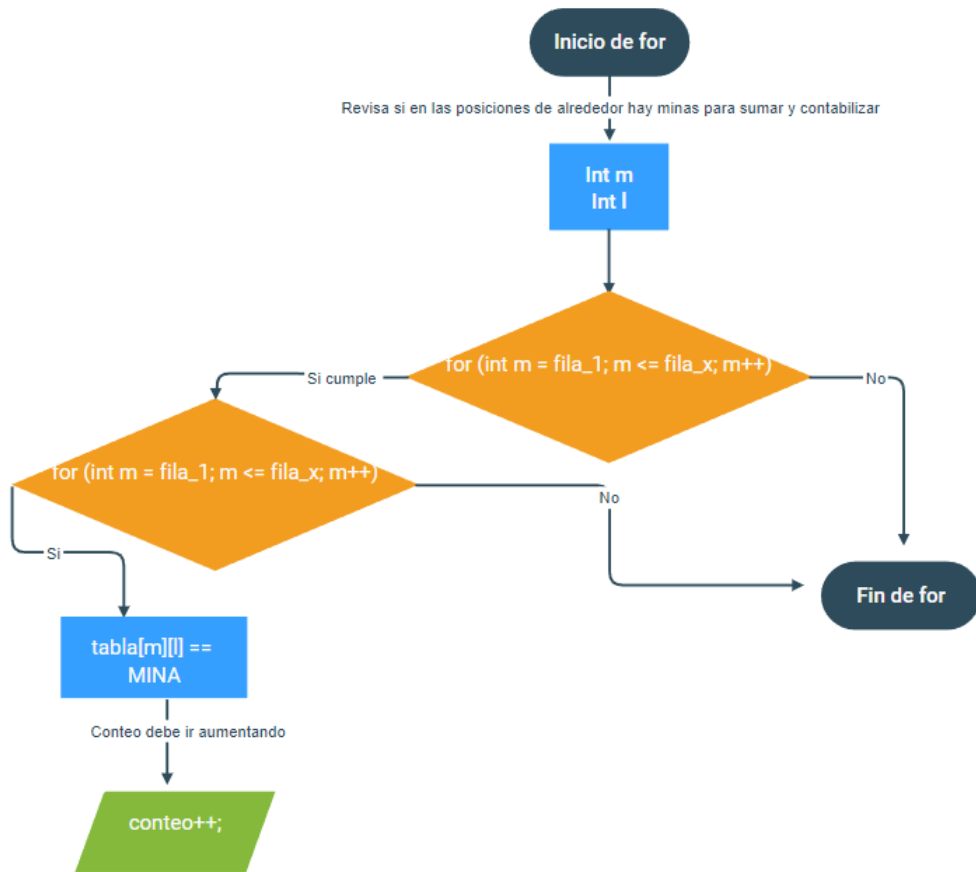 Inicio de for
Revisa si en las posiciones de alrededor hay minas para sumar y contabilizar
Int m
Int l
for (int m = fila_1; m <= fila_x; m++)
Si cumple
No
for (int m = fila_1; m <= fila_x; m++)
No
Si
Fin de for
tabla[m][l] ==
MINA
Conteo debe ir aumentando
conteo++;